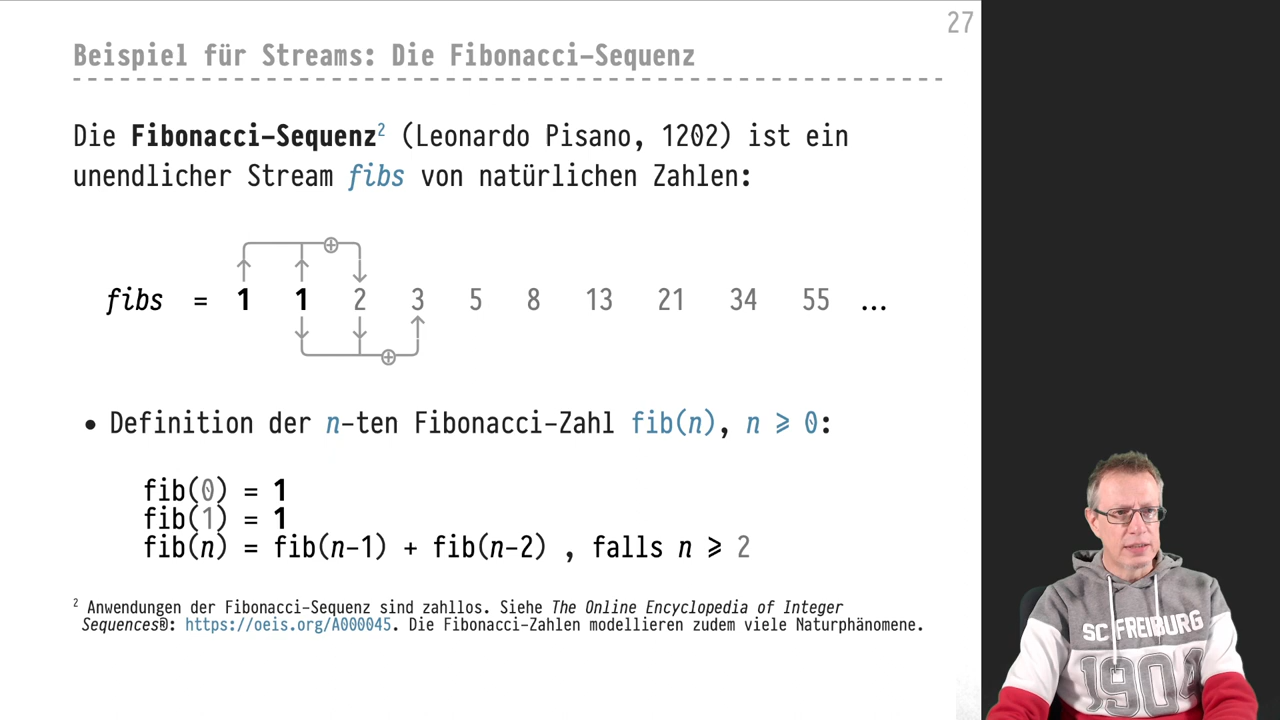 27
Beispiel für Streams: Die Fibonacci-Sequenz
Die Fibonacci-Sequenz² (Leonardo Pisano, 1202) ist ein
unendlicher Stream fibs von natürlichen Zahlen:
fibs = 1 1 2 3 5 8 13 21 34 55 ...
• Definition der n-ten Fibonacci-Zahl fib(n), n ⩾ 0:
fib(0) = 1
fib(1) = 1
fib(n) = fib(n-1) + fib(n-2) , falls n ⩾ 2
² Anwendungen der Fibonacci-Sequenz sind zahllos. Siehe The Online Encyclopedia of Integer
Sequences®: https://oeis.org/A000045. Die Fibonacci-Zahlen modellieren zudem viele Naturphänomene.
SC FREIBURG
1904